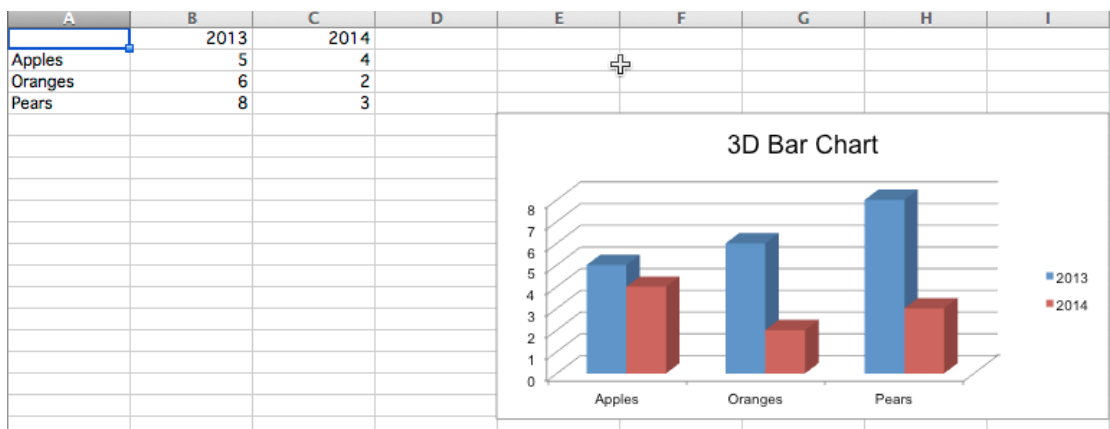 A B C D E F G H I
2013 2014
Apples 5 4
Oranges 6 2
Pears 8 3
3D Bar Chart
8
7
6
5
4
3
2
1
0
2013
2014
Apples Oranges Pears